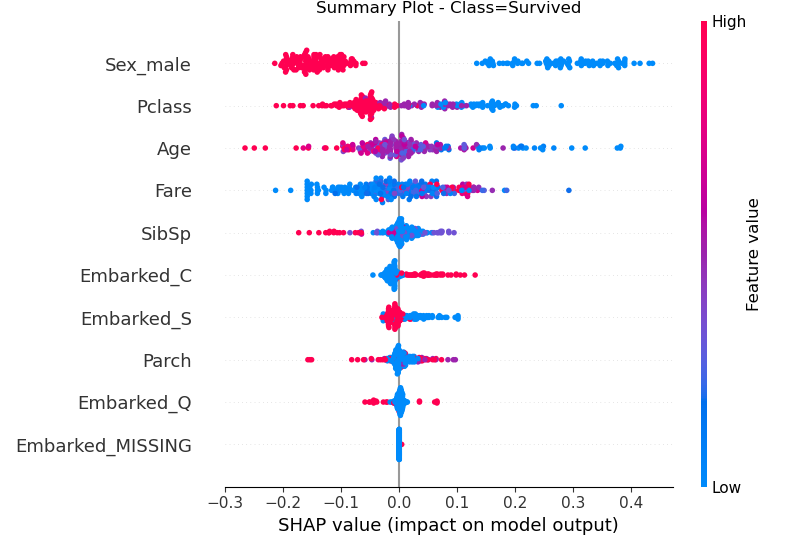 Summary Plot - Class=Survived
High
Sex_male
Pclass
Age
Fare
SibSp
Embarked_C
Embarked_S
Parch
Embarked_Q
Embarked_MISSING
Feature value
Low
−0.3 −0.2 −0.1 0.0 0.1 0.2 0.3 0.4
SHAP value (impact on model output)